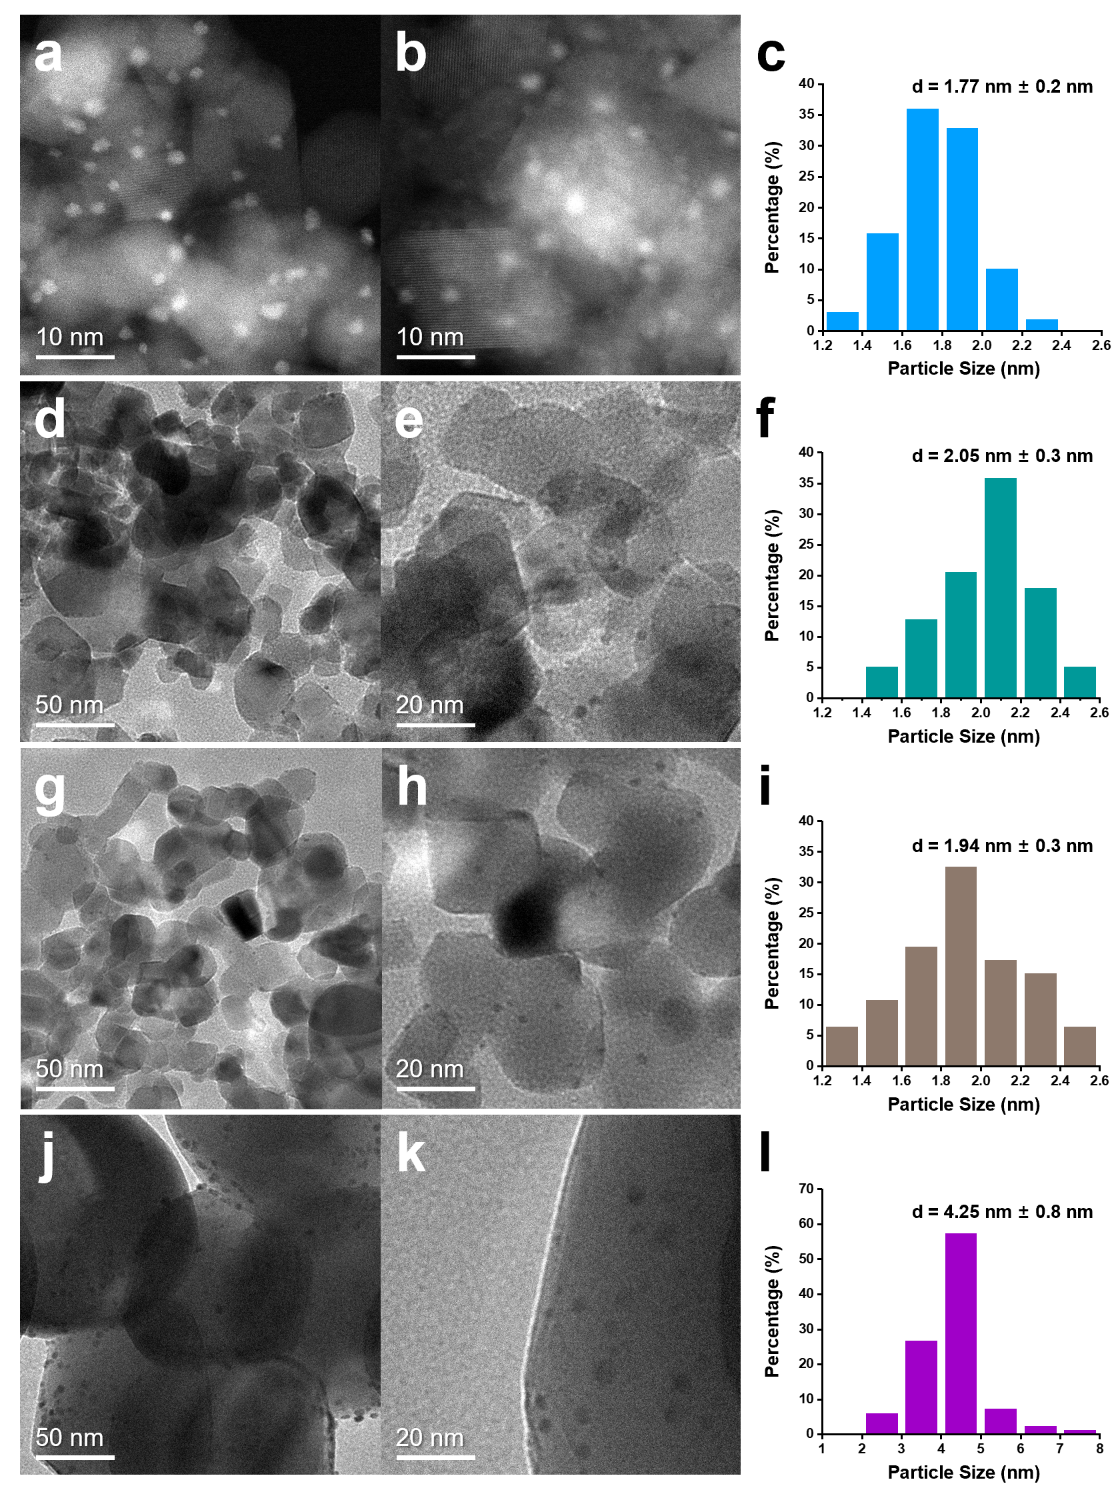 a
10 nm
b
10 nm
c
d = 1.77 nm ± 0.2 nm
Percentage (%)
40
35
30
25
20
15
10
5
0
1.2 1.4 1.6 1.8 2.0 2.2 2.4 2.6
Particle Size (nm)
d
50 nm
e
20 nm
f
d = 2.05 nm ± 0.3 nm
Percentage (%)
40
35
30
25
20
15
10
5
0
1.2 1.4 1.6 1.8 2.0 2.2 2.4 2.6
Particle Size (nm)
g
50 nm
h
20 nm
i
d = 1.94 nm ± 0.3 nm
Percentage (%)
40
35
30
25
20
15
10
5
0
1.2 1.4 1.6 1.8 2.0 2.2 2.4 2.6
Particle Size (nm)
j
50 nm
k
20 nm
l
d = 4.25 nm ± 0.8 nm
Percentage (%)
70
60
50
40
30
20
10
0
1 2 3 4 5 6 7 8
Particle Size (nm)